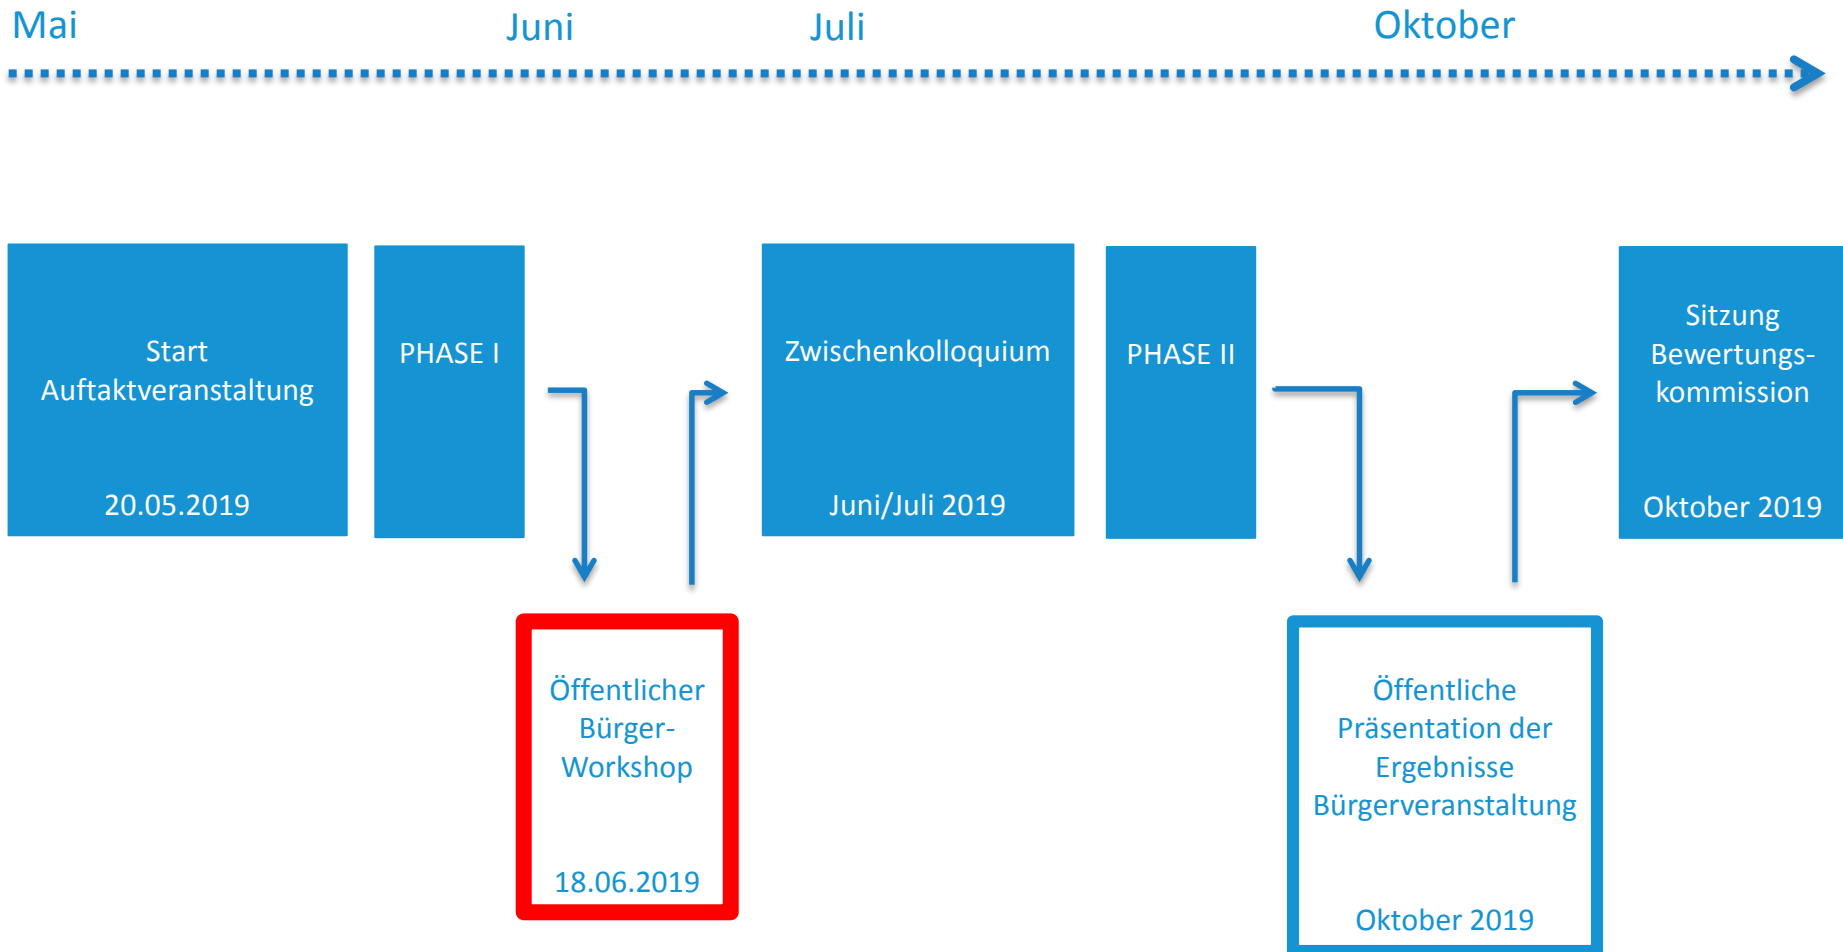 Mai
Juni
Juli
Oktober
Start
Auftaktveranstaltung
20.05.2019
PHASE I
Zwischenkolloquium
Juni/Juli 2019
PHASE II
Sitzung
Bewertungs-
kommission
Oktober 2019
Öffentlicher
Bürger-
Workshop
18.06.2019
Öffentliche
Präsentation der
Ergebnisse
Bürgerveranstaltung
Oktober 2019